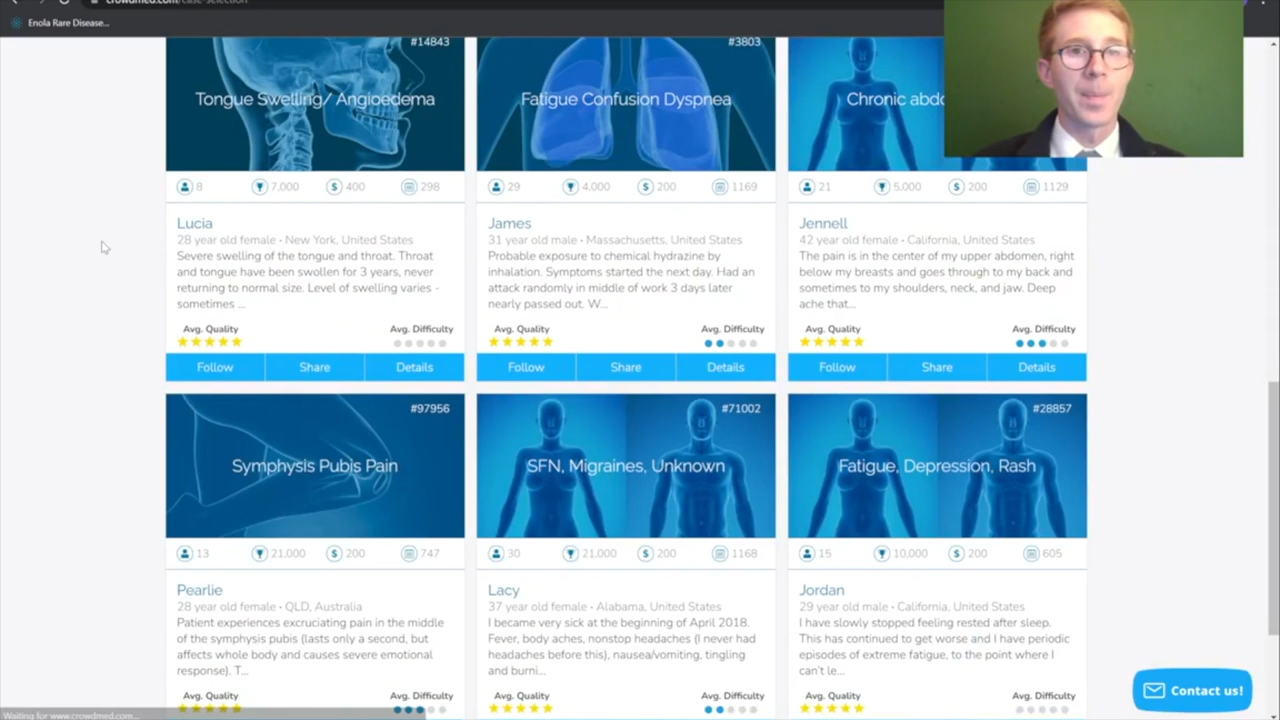 crowdmed.com/case-selection
Enola Rare Disease...
#14843
Tongue Swelling/ Angioedema
8
7,000
400
298
Lucia
28 year old female • New York, United States
Severe swelling of the tongue and throat. Throat
and tongue have been swollen for 3 years, never
returning to normal size. Level of swelling varies -
sometimes ...
Avg. Quality
Avg. Difficulty
Follow
Share
Details
#3803
Fatigue Confusion Dyspnea
29
4,000
200
1169
James
31 year old male • Massachusetts, United States
Probable exposure to chemical hydrazine by
inhalation. Symptoms started the next day. Had an
attack randomly in middle of work 3 days later
nearly passed out. W...
Avg. Quality
Avg. Difficulty
Follow
Share
Details
Chronic abdo
21
5,000
200
1129
Jennell
42 year old female • California, United States
The pain is in the center of my upper abdomen, right
below my breasts and goes through to my back and
sometimes to my shoulders, neck, and jaw. Deep
ache that...
Avg. Quality
Avg. Difficulty
Follow
Share
Details
#97956
Symphysis Pubis Pain
13
21,000
200
747
Pearlie
28 year old female • QLD, Australia
Patient experiences excruciating pain in the middle
of the symphysis pubis (lasts only a second, but
affects whole body and causes severe emotional
response). T...
Avg. Quality
Avg. Difficulty
#71002
SFN, Migraines, Unknown
30
21,000
200
1168
Lacy
37 year old female • Alabama, United States
I became very sick at the beginning of April 2018.
Fever, body aches, nonstop headaches (I never had
headaches before this), nausea/vomiting, tingling
and burni...
Avg. Quality
Avg. Difficulty
#28857
Fatigue, Depression, Rash
15
10,000
200
605
Jordan
29 year old male • California, United States
I have slowly stopped feeling rested after sleep.
This has continued to get worse and I have periodic
episodes of extreme fatigue, to the point where I
can't le...
Avg. Quality
Avg. Difficulty
Contact us!
Waiting for www.crowdmed.com...